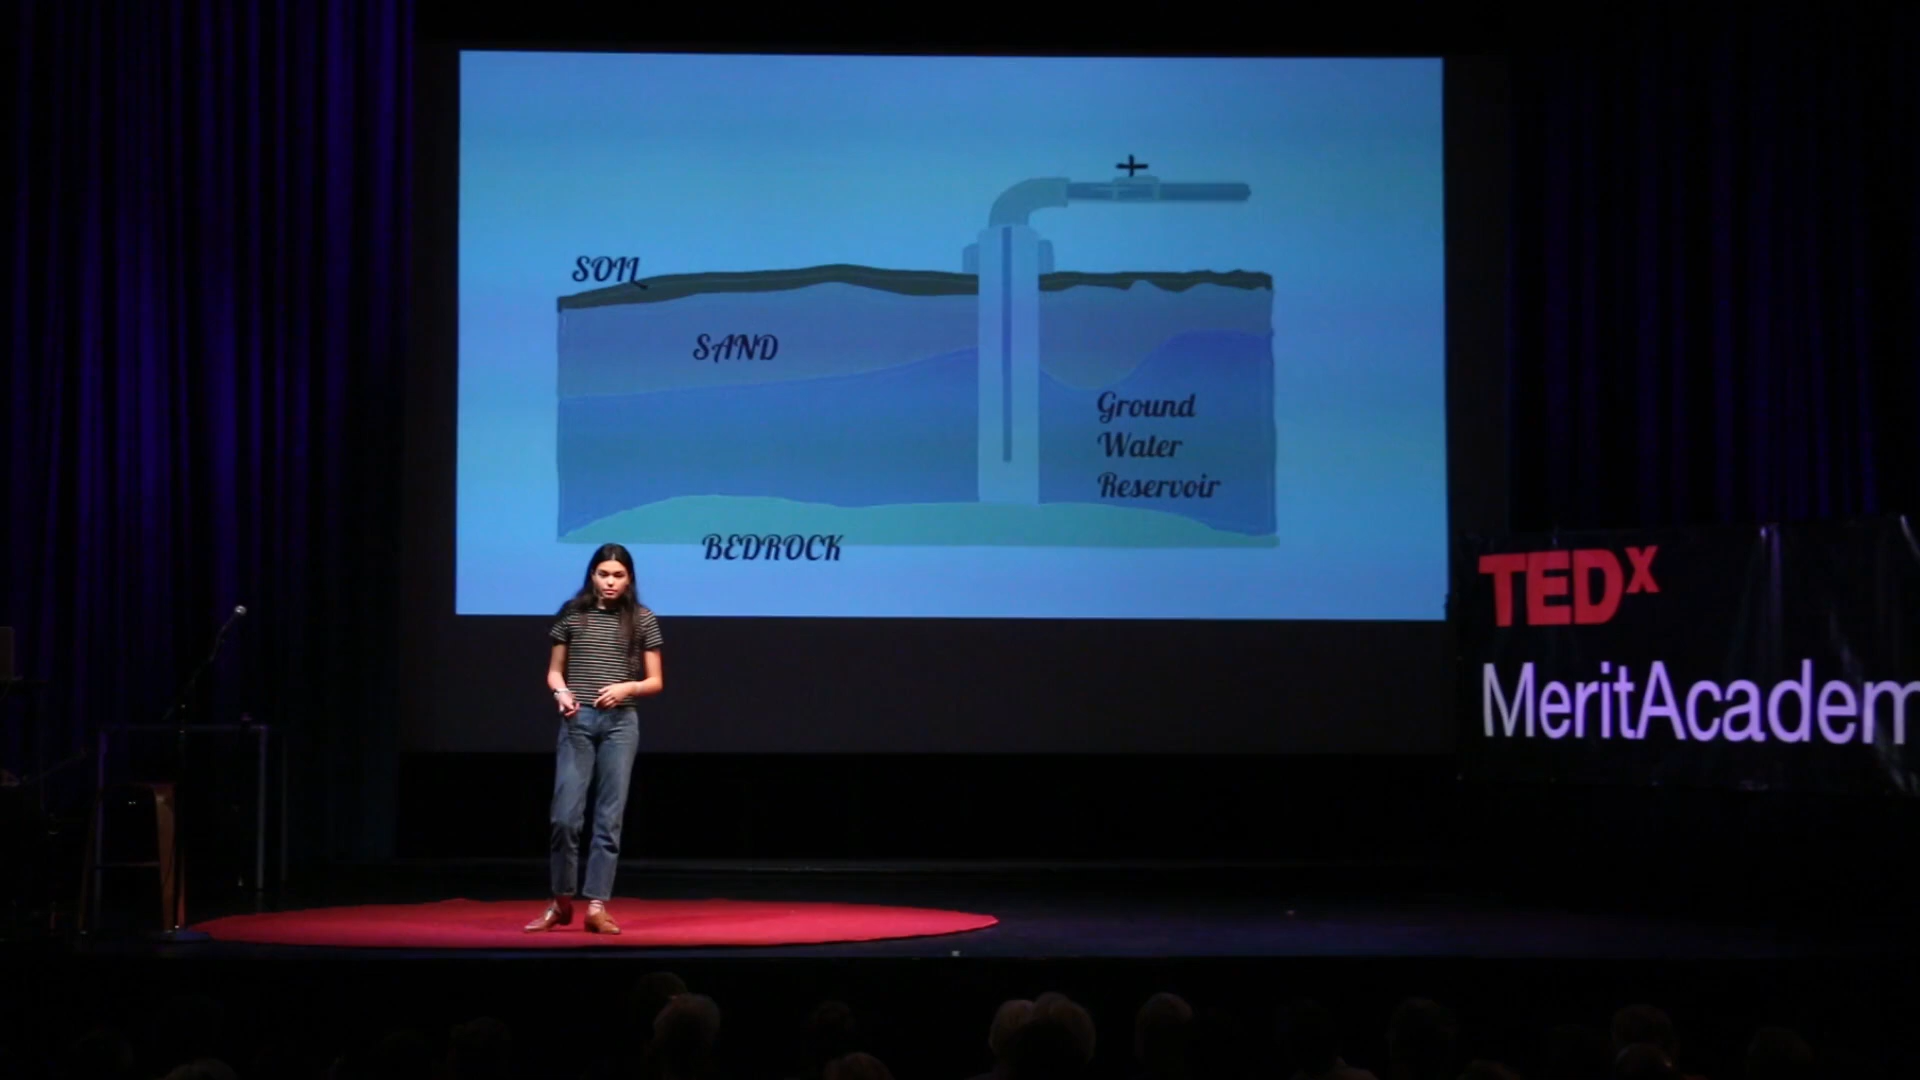 SOIL
SAND
Ground
Water
Reservoir
BEDROCK
TEDx
MeritAcadem